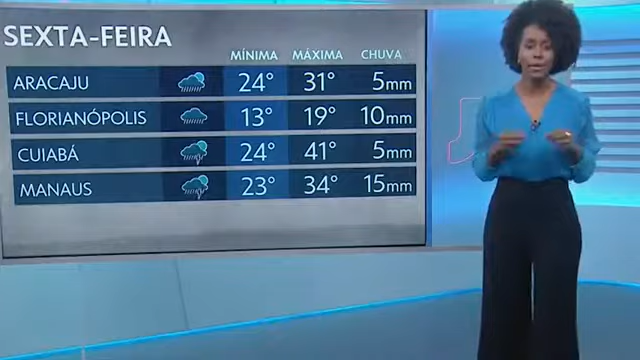 SEXTA-FEIRA
MÍNIMA MÁXIMA CHUVA
ARACAJU 24° 31° 5mm
FLORIANÓPOLIS 13° 19° 10mm
CUIABÁ 24° 41° 5mm
MANAUS 23° 34° 15mm